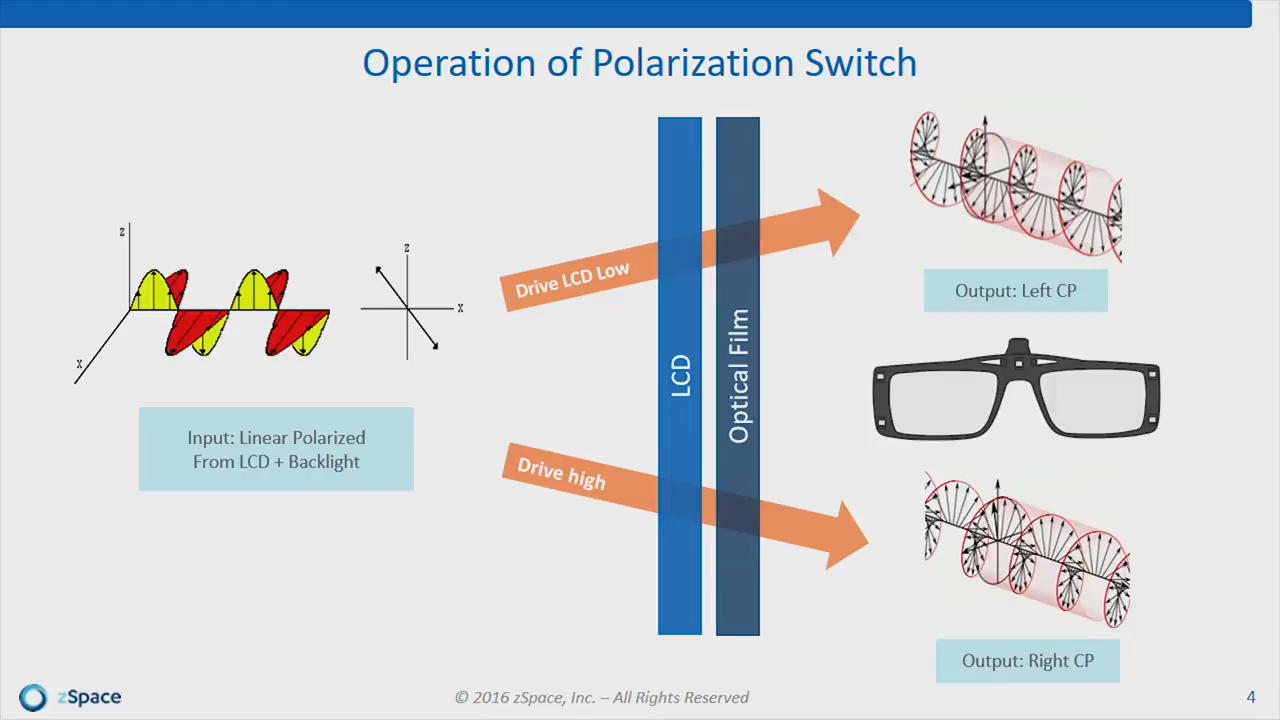 Operation of Polarization Switch
z
x
z
x
Input: Linear Polarized
From LCD + Backlight
Drive LCD Low
Drive high
LCD
Optical Film
Output: Left CP
Output: Right CP
zSpace
© 2016 zSpace, Inc. – All Rights Reserved
4